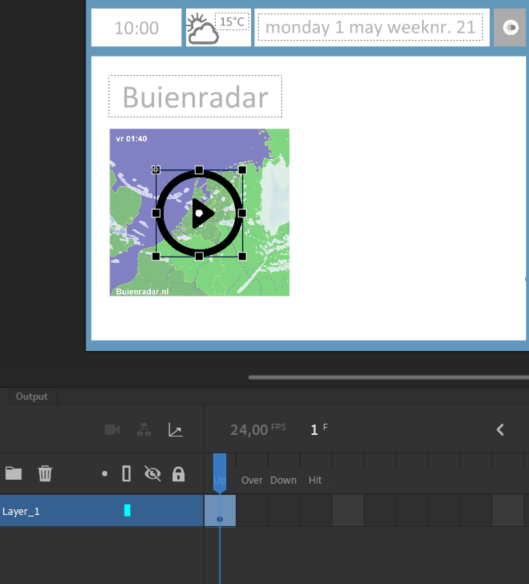 10:00
15°C
monday 1 may weeknr. 21
Buienradar
vr 01:40
Buienradar.nl
Output
24,00 FPS 1 F
Up Over Down Hit
Layer_1